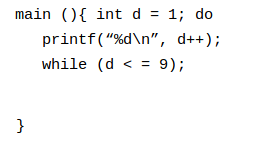 main (){ int d = 1; do
printf(“%d\n”, d++);
while (d < = 9);
}